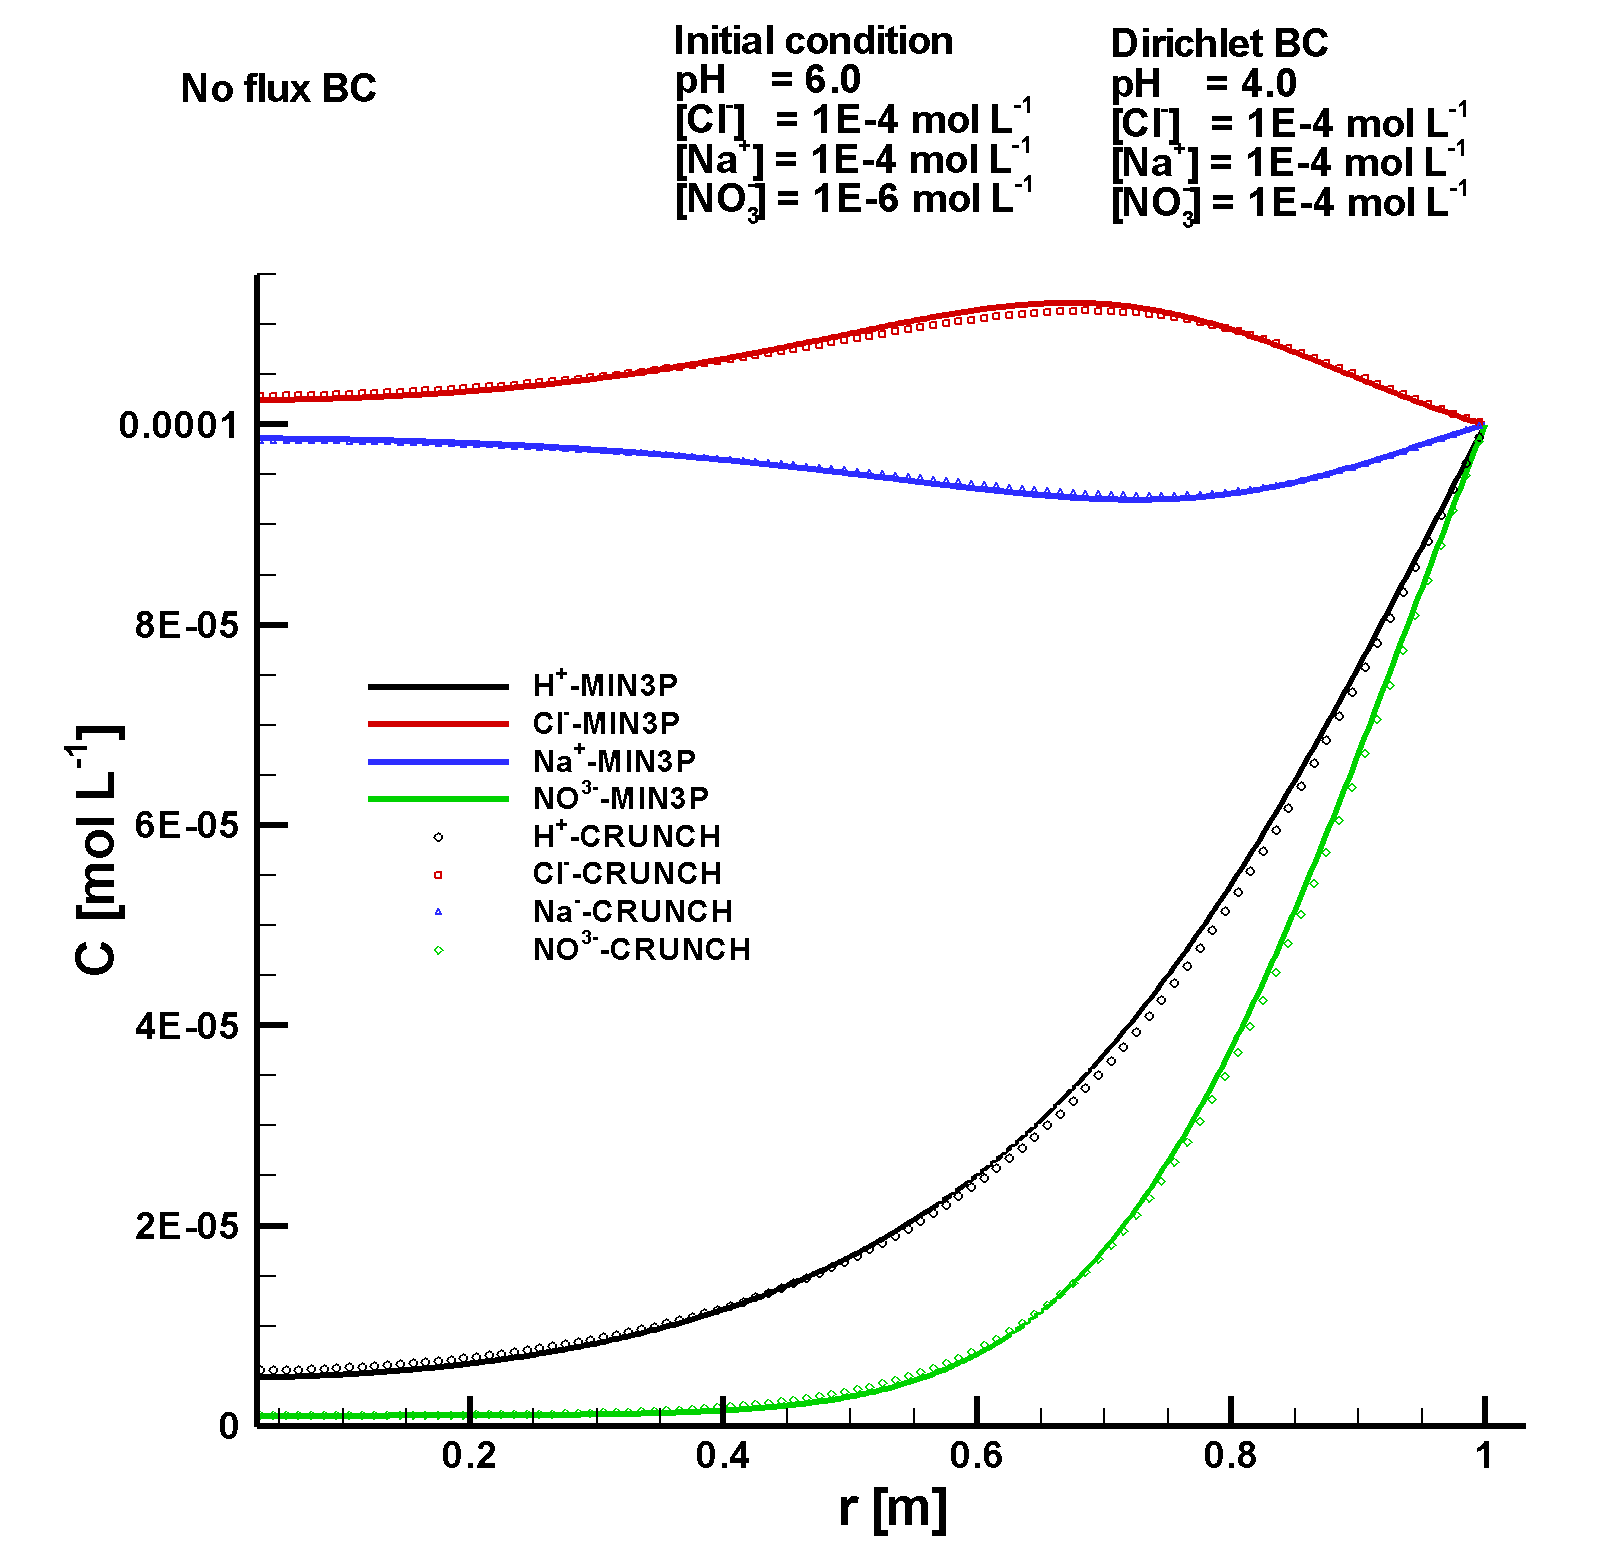 No flux BC
Initial condition
pH = 6.0
[Cl⁻] = 1E-4 mol L⁻¹
[Na⁺] = 1E-4 mol L⁻¹
[NO₃⁻] = 1E-6 mol L⁻¹
Dirichlet BC
pH = 4.0
[Cl⁻] = 1E-4 mol L⁻¹
[Na⁺] = 1E-4 mol L⁻¹
[NO₃⁻] = 1E-4 mol L⁻¹
C [mol L⁻¹]
0.0001
8E-05
6E-05
4E-05
2E-05
0
H⁺-MIN3P
Cl⁻-MIN3P
Na⁺-MIN3P
NO³⁻-MIN3P
H⁺-CRUNCH
Cl⁻-CRUNCH
Na⁻-CRUNCH
NO³⁻-CRUNCH
0.2 0.4 0.6 0.8 1
r [m]